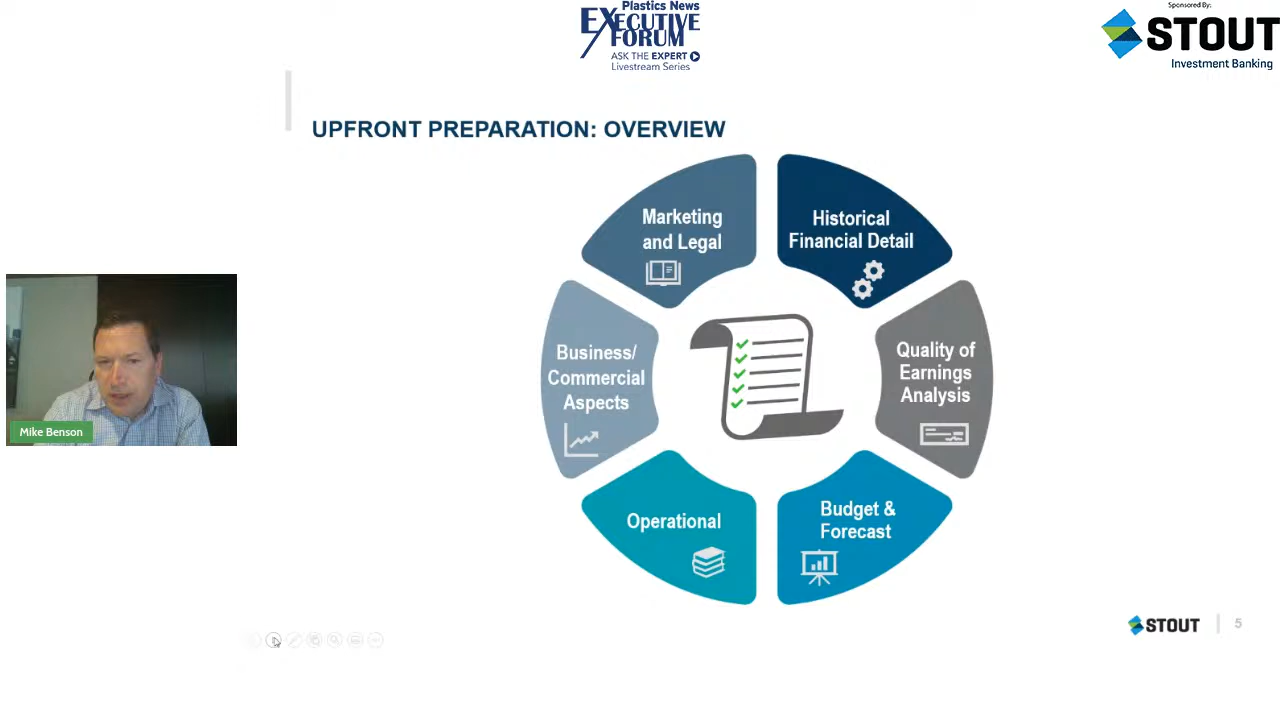 Plastics News
EXECUTIVE
FORUM
ASK THE EXPERT
Livestream Series
Sponsored By:
STOUT
Investment Banking
UPFRONT PREPARATION: OVERVIEW
Marketing
and Legal
Historical
Financial Detail
Business/
Commercial
Aspects
Quality of
Earnings
Analysis
Operational
Budget &
Forecast
Mike Benson
STOUT
5